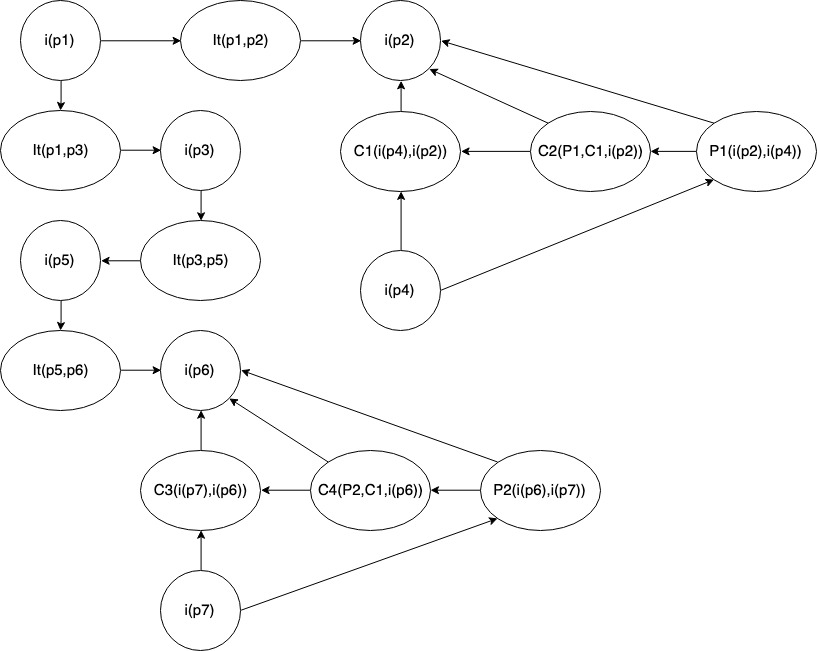 i(p1)
It(p1,p2)
i(p2)
It(p1,p3)
i(p3)
C1(i(p4),i(p2))
C2(P1,C1,i(p2))
P1(i(p2),i(p4))
i(p5)
It(p3,p5)
i(p4)
It(p5,p6)
i(p6)
C3(i(p7),i(p6))
C4(P2,C1,i(p6))
P2(i(p6),i(p7))
i(p7)